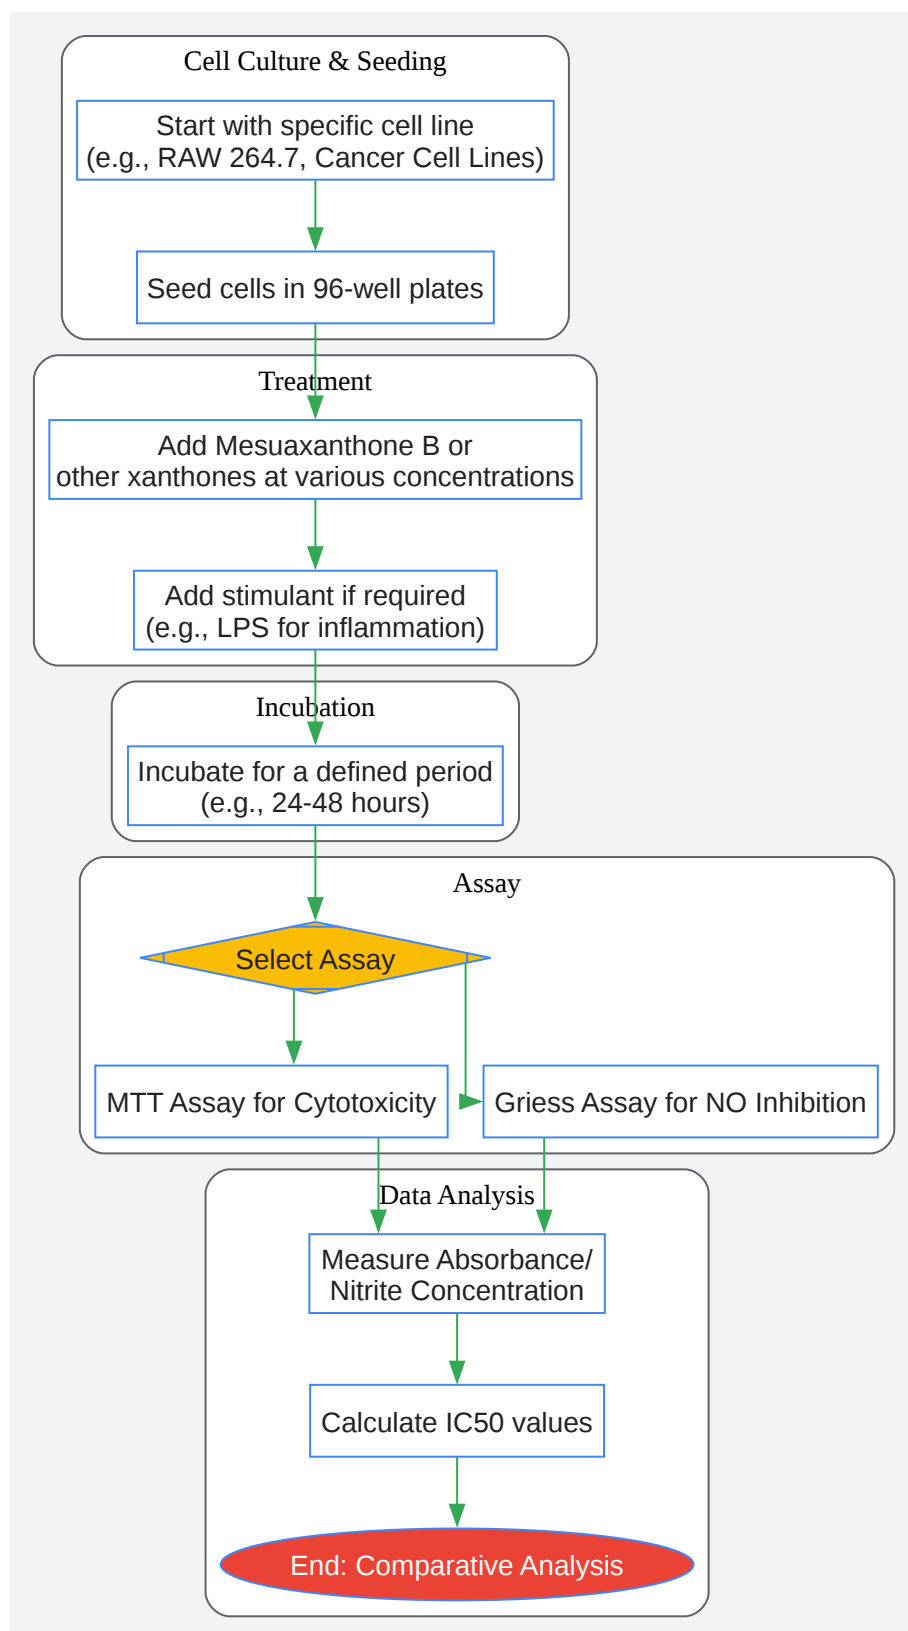 Cell Culture & Seeding
Start with specific cell line
(e.g., RAW 264.7, Cancer Cell Lines)
Seed cells in 96-well plates
Treatment
Add Mesuaxanthone B or
other xanthones at various concentrations
Add stimulant if required
(e.g., LPS for inflammation)
Incubation
Incubate for a defined period
(e.g., 24-48 hours)
Assay
Select Assay
MTT Assay for Cytotoxicity
Griess Assay for NO Inhibition
Data Analysis
Measure Absorbance/
Nitrite Concentration
Calculate IC50 values
End: Comparative Analysis